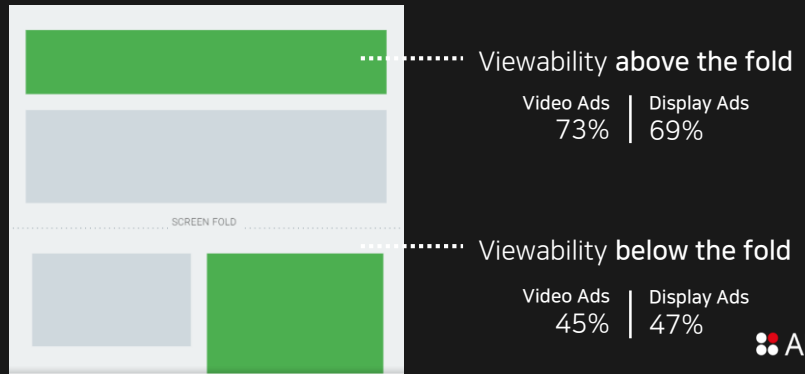 Viewability above the fold
Video Ads | Display Ads
73% | 69%
SCREEN FOLD
Viewability below the fold
Video Ads | Display Ads
45% | 47%
A